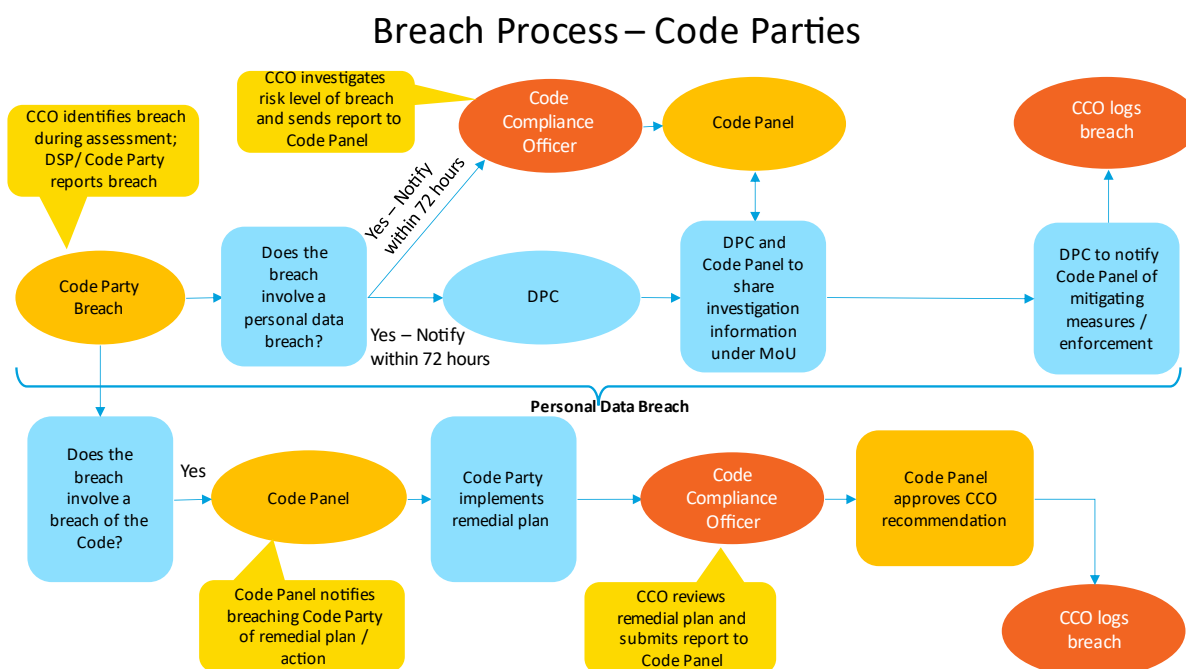 Breach Process – Code Parties
CCO identifies breach
during assessment;
DSP/ Code Party
reports breach
CCO investigates
risk level of breach
and sends report to
Code Panel
Code
Compliance
Officer
Code Panel
CCO logs
breach
Yes – Notify
within 72 hours
Code Party
Breach
Does the
breach
involve a
personal data
breach?
DPC
DPC and
Code Panel to
share
investigation
information
under MoU
DPC to notify
Code Panel of
mitigating
measures /
enforcement
Yes – Notify
within 72 hours
Personal Data Breach
Does the
breach
involve a
breach of the
Code?
Yes
Code Panel
Code Party
implements
remedial plan
Code
Compliance
Officer
Code Panel
approves CCO
recommendation
Code Panel notifies
breaching Code Party
of remedial plan /
action
CCO reviews
remedial plan and
submits report to
Code Panel
CCO logs
breach